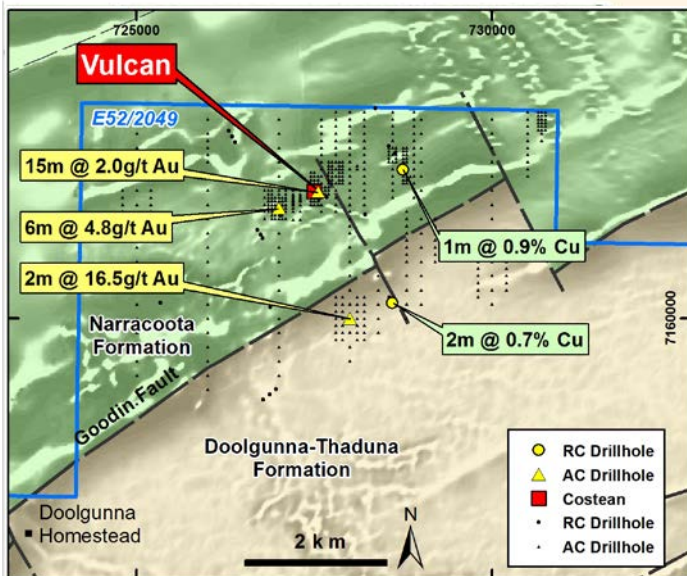 725000
730000
Vulcan
E52/2049
15m @ 2.0g/t Au
6m @ 4.8g/t Au
1m @ 0.9% Cu
2m @ 16.5g/t Au
7160000
Narracoota
Formation
2m @ 0.7% Cu
Goodin Fault
Doolgunna-Thaduna
Formation
RC Drillhole
AC Drillhole
Costean
RC Drillhole
AC Drillhole
Doolgunna
Homestead
N
2 km